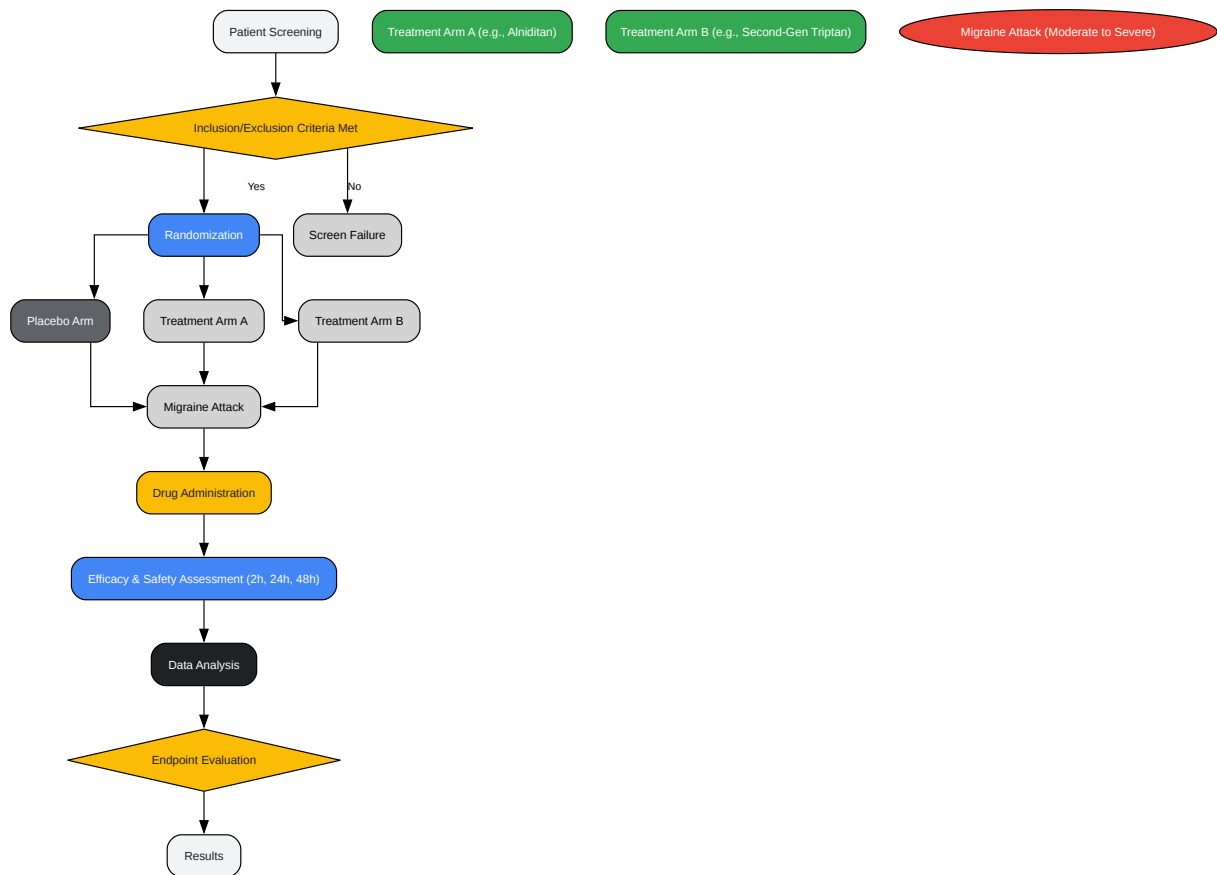 Patient Screening
Treatment Arm A (e.g., Alniditan)
Treatment Arm B (e.g., Second-Gen Triptan)
Migraine Attack (Moderate to Severe)
Inclusion/Exclusion Criteria Met
Yes
No
Randomization
Screen Failure
Placebo Arm
Treatment Arm A
Treatment Arm B
Migraine Attack
Drug Administration
Efficacy & Safety Assessment (2h, 24h, 48h)
Data Analysis
Endpoint Evaluation
Results